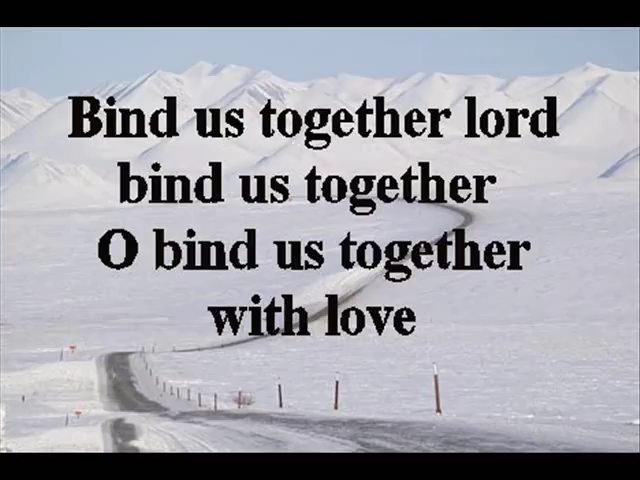 Bind us together lord
bind us together
O bind us together
with love